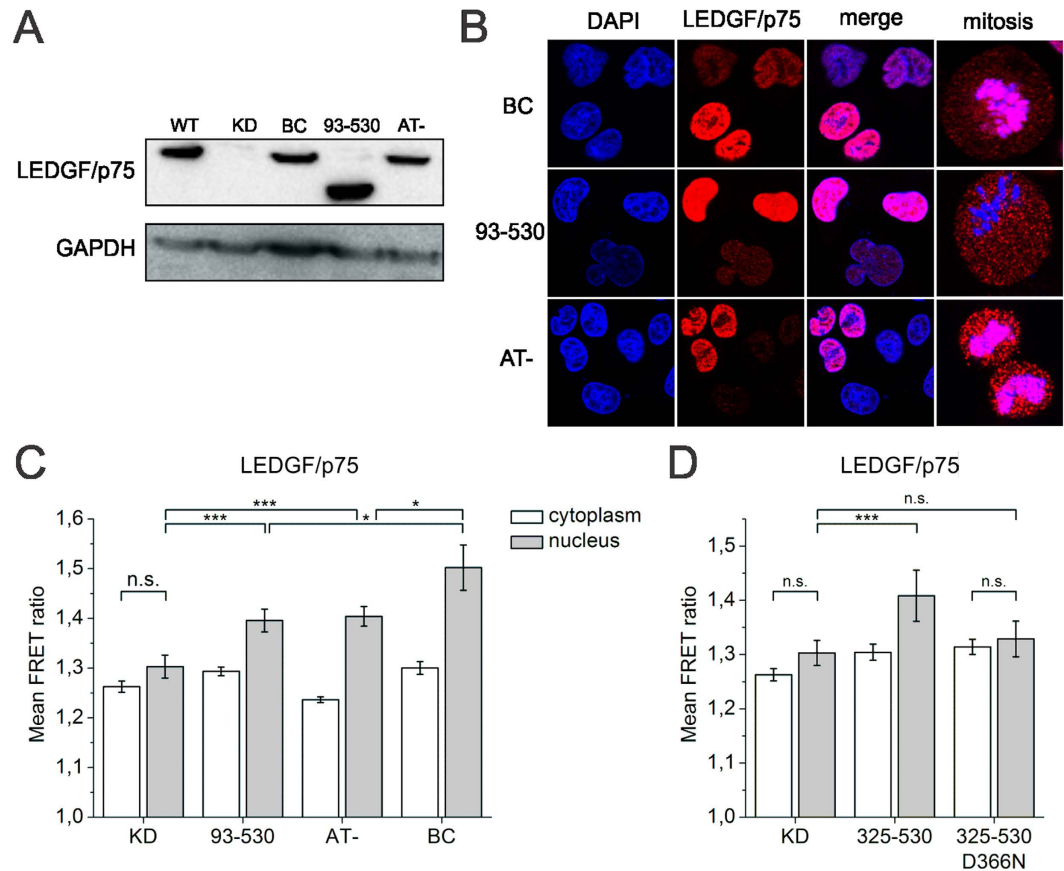 A
WT KD BC 93-530 AT-
LEDGF/p75
GAPDH
B
DAPI LEDGF/p75 merge mitosis
BC
93-530
AT-
C
LEDGF/p75
*** *
*** *
n.s.
cytoplasm
nucleus
Mean FRET ratio
1,6
1,5
1,4
1,3
1,2
1,1
1,0
KD 93-530 AT- BC
D
LEDGF/p75
n.s.
***
n.s. n.s.
Mean FRET ratio
1,5
1,4
1,3
1,2
1,1
1,0
KD 325-530 325-530
D366N